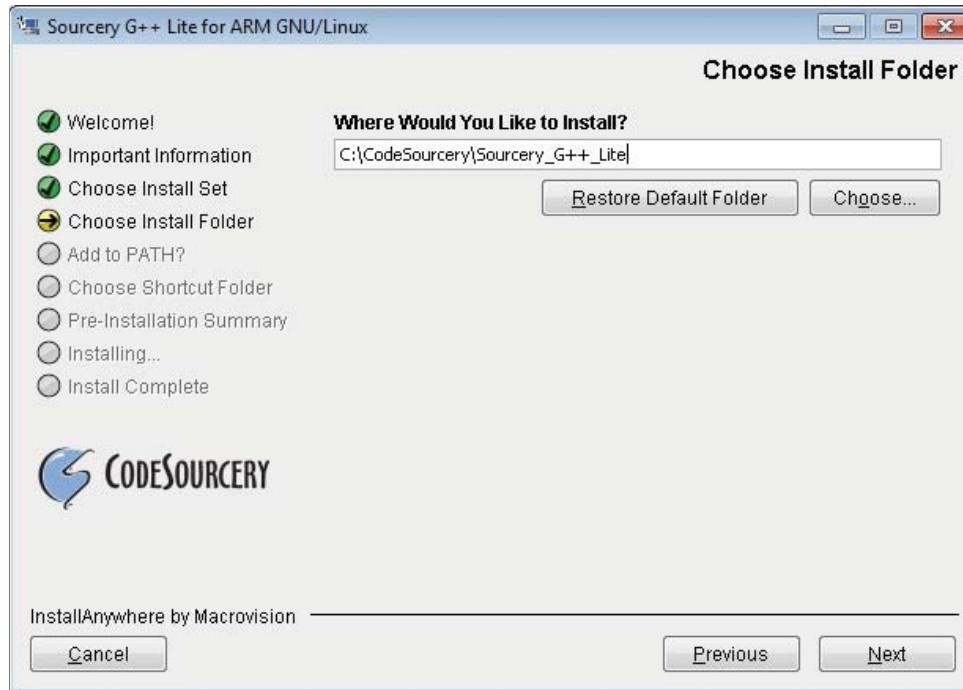 Sourcery G++ Lite for ARM GNU/Linux
Choose Install Folder
Welcome!
Important Information
Choose Install Set
Choose Install Folder
Add to PATH?
Choose Shortcut Folder
Pre-Installation Summary
Installing...
Install Complete
Where Would You Like to Install?
C:\CodeSourcery\Sourcery_G++_Lite
Restore Default Folder
Choose...
CODESOURCERY
InstallAnywhere by Macrovision
Cancel
Previous
Next